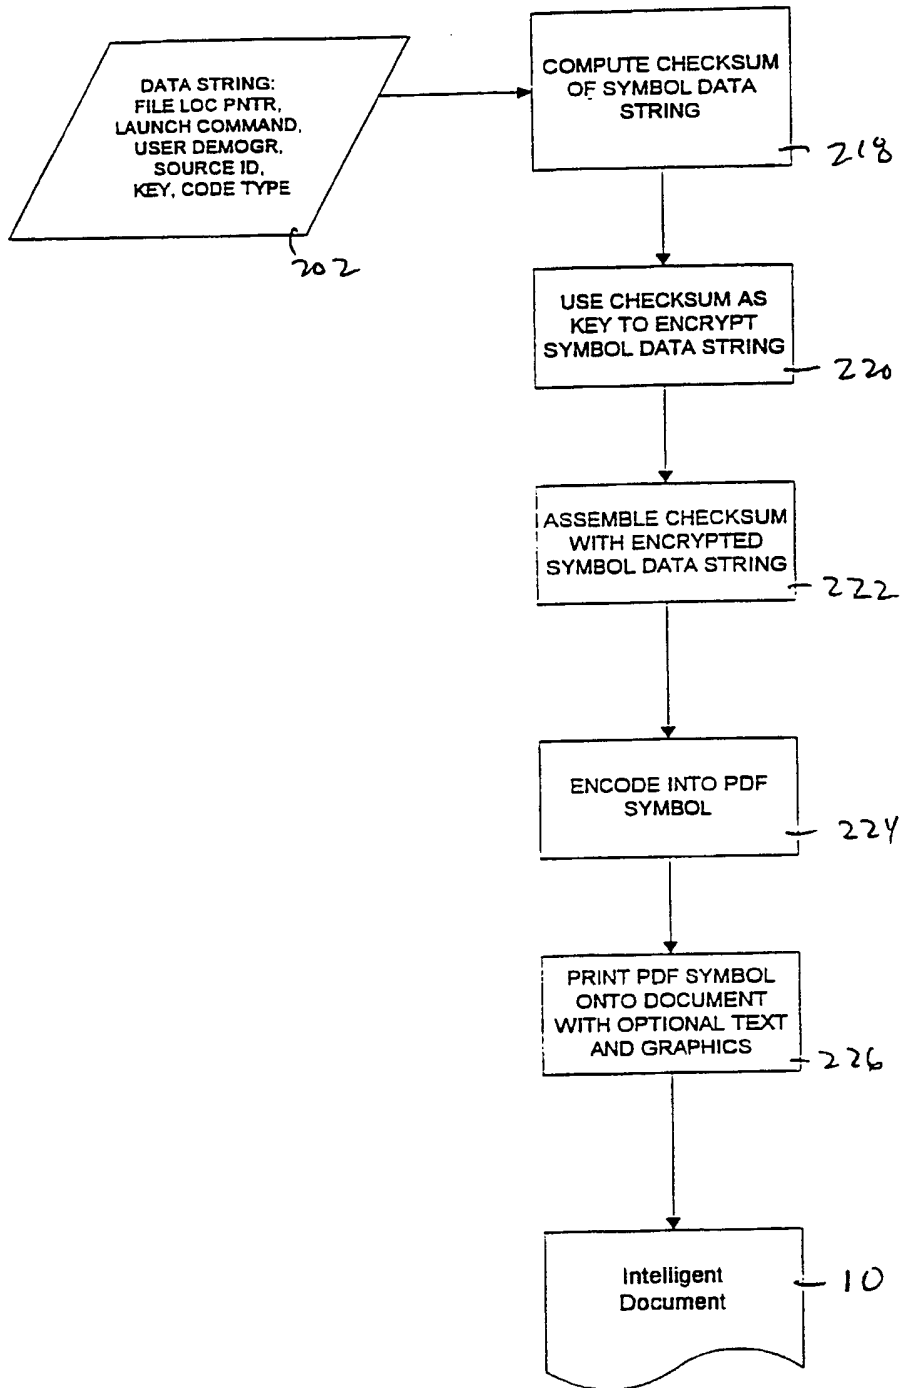 DATA STRING:
FILE LOC PNTR,
LAUNCH COMMAND,
USER DEMOGR,
SOURCE ID,
KEY, CODE TYPE
202
COMPUTE CHECKSUM
OF SYMBOL DATA
STRING
218
USE CHECKSUM AS
KEY TO ENCRYPT
SYMBOL DATA STRING
220
ASSEMBLE CHECKSUM
WITH ENCRYPTED
SYMBOL DATA STRING
222
ENCODE INTO PDF
SYMBOL
224
PRINT PDF SYMBOL
ONTO DOCUMENT
WITH OPTIONAL TEXT
AND GRAPHICS
226
Intelligent
Document
10